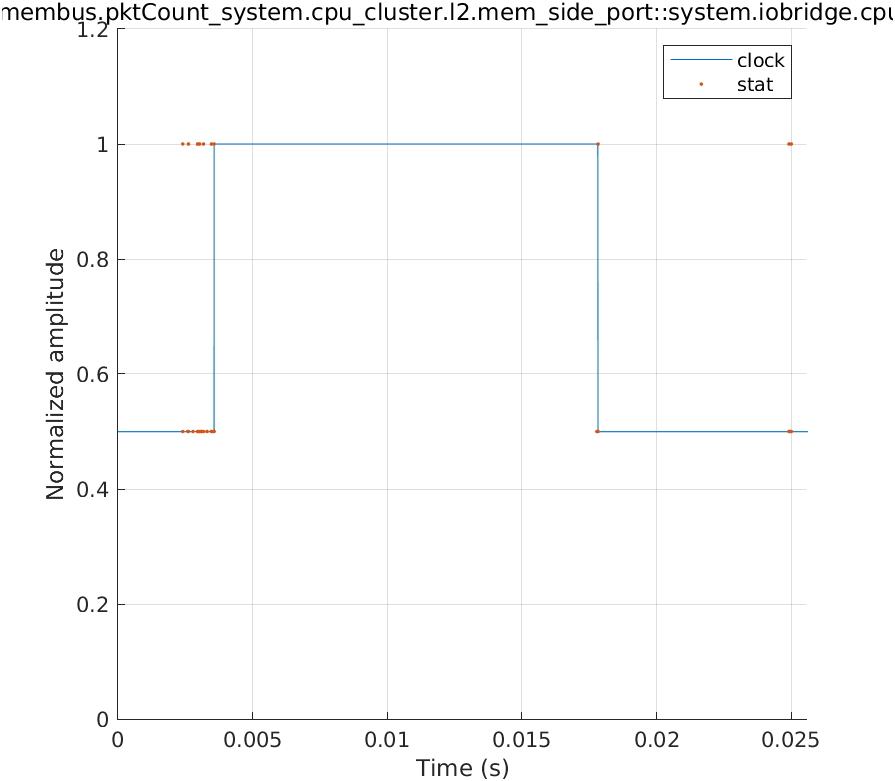 membus.pktCount_system.cpu_cluster.l2.mem_side_port::system.iobridge.cpu
1.2
1
0.8
0.6
0.4
0.2
0
Normalized amplitude
clock
stat
0 0.005 0.01 0.015 0.02 0.025
Time (s)